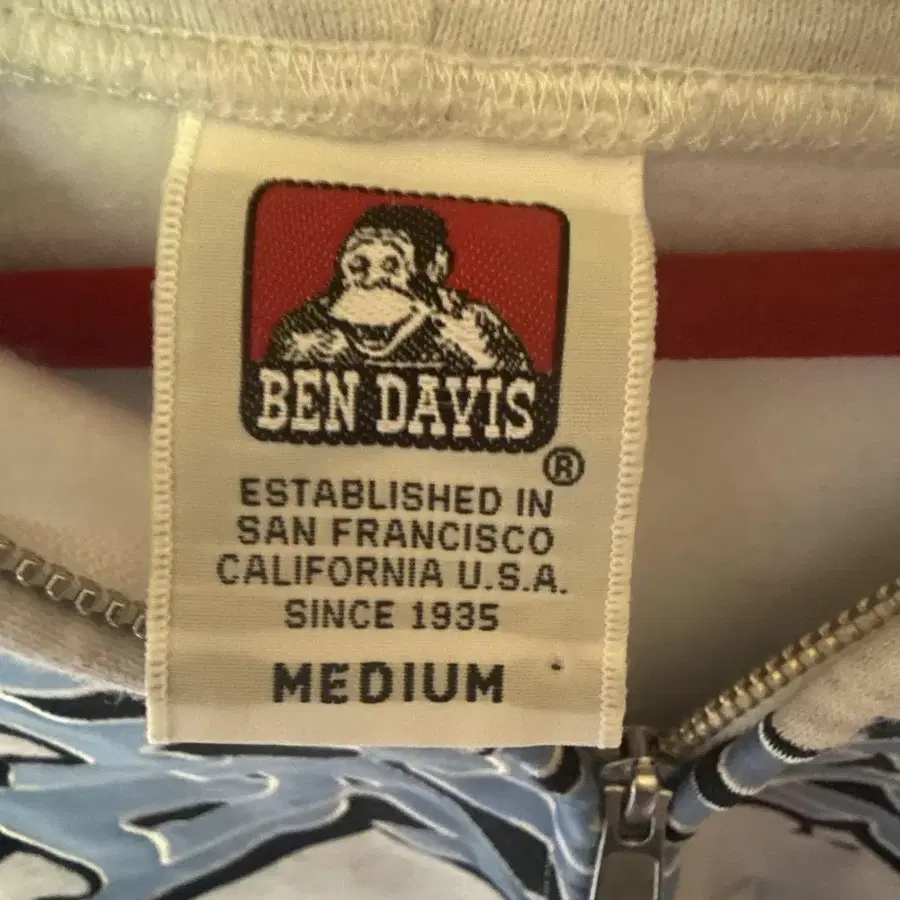 BEN DAVIS
®
ESTABLISHED IN
SAN FRANCISCO
CALIFORNIA U.S.A.
SINCE 1935
MEDIUM